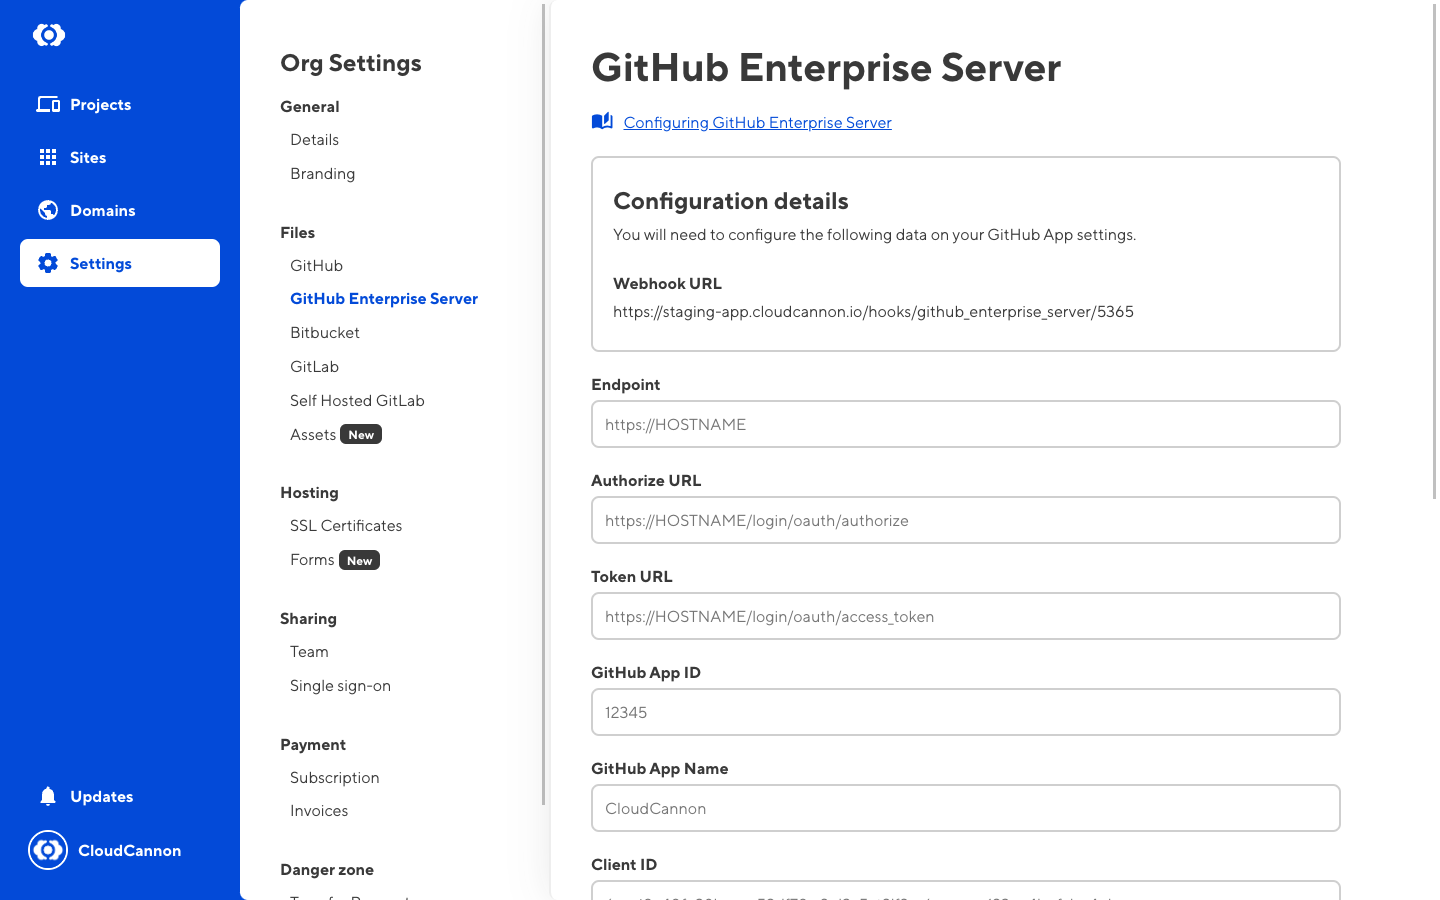 Projects
Sites
Domains
Settings
Updates
CloudCannon
Org Settings
General
Details
Branding
Files
GitHub
GitHub Enterprise Server
Bitbucket
GitLab
Self Hosted GitLab
Assets New
Hosting
SSL Certificates
Forms New
Sharing
Team
Single sign-on
Payment
Subscription
Invoices
Danger zone
GitHub Enterprise Server
Configuring GitHub Enterprise Server
Configuration details
You will need to configure the following data on your GitHub App settings.
Webhook URL
https://staging-app.cloudcannon.io/hooks/github_enterprise_server/5365
Endpoint
https://HOSTNAME
Authorize URL
https://HOSTNAME/login/oauth/authorize
Token URL
https://HOSTNAME/login/oauth/access_token
GitHub App ID
12345
GitHub App Name
CloudCannon
Client ID